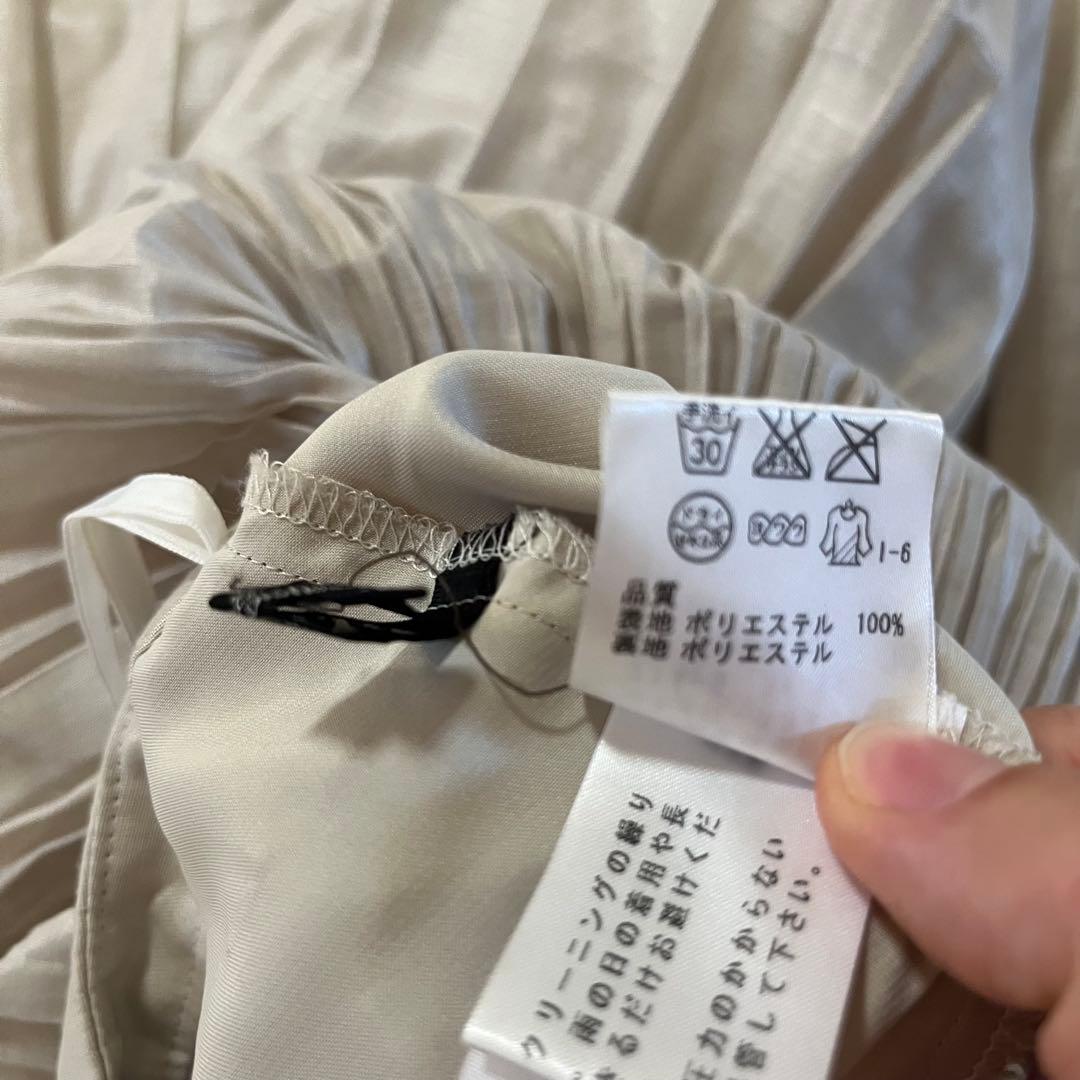 手洗イ
30
ドライ
1-6
品質
表地 ポリエステル 100%
裏地 ポリエステル
クリーニングの繰り
雨の日の着用や長
きるだけお避けくだ
圧力のかからない
管して下さい。